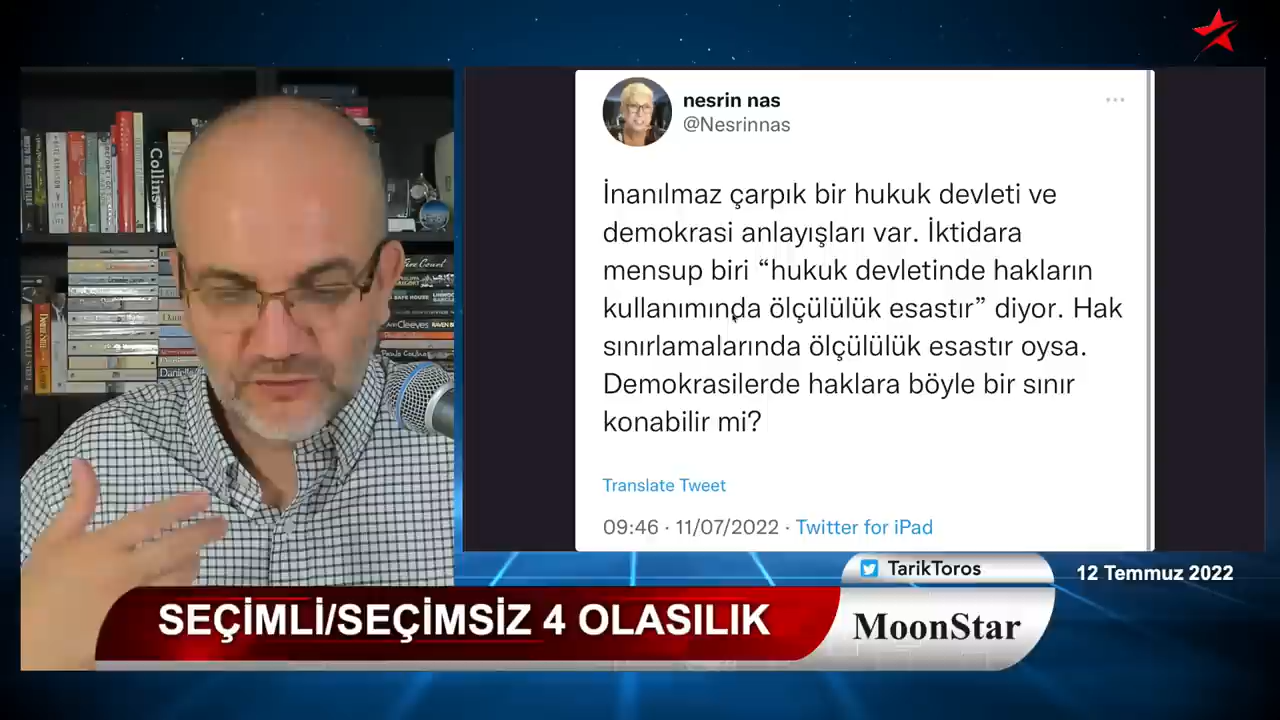 nesrin nas
@Nesrinnas
İnanılmaz çarpık bir hukuk devleti ve
demokrasi anlayışları var. İktidara
mensup biri “hukuk devletinde hakların
kullanımında ölçülülük esastır” diyor. Hak
sınırlamalarında ölçülülük esastır oysa.
Demokrasilerde haklara böyle bir sınır
konabilir mi?
Translate Tweet
09:46 · 11/07/2022 · Twitter for iPad
TarikToros
12 Temmuz 2022
SEÇİMLİ/SEÇİMSİZ 4 OLASILIK
MoonStar
Collins